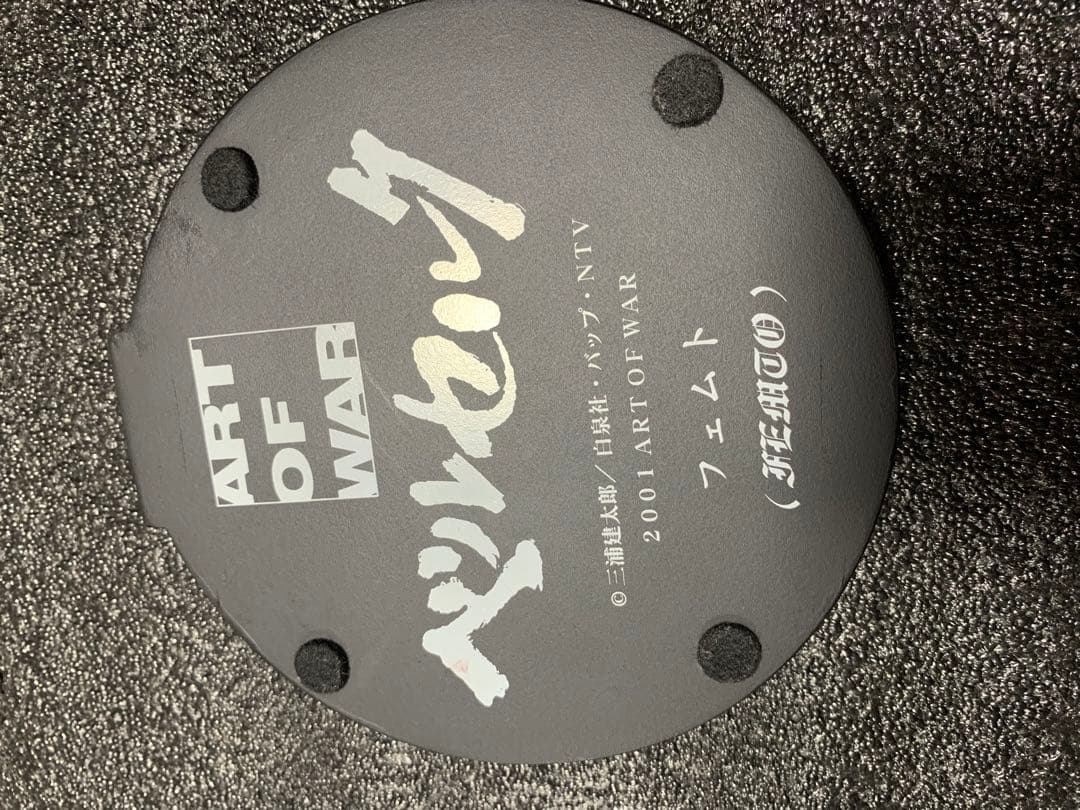 ART
OF
WAR
ベルセルク
©三浦建太郎／白泉社・バップ・NTV
2001 ART OF WAR
フェムト
(FEMTO)